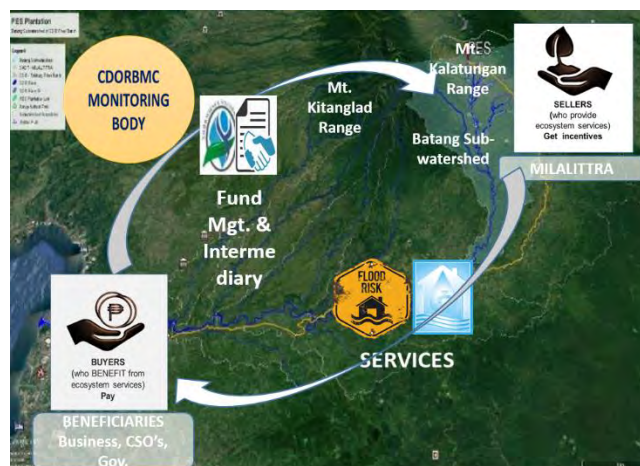 PES Plantation
Legend
CDORBMC
MONITORING
BODY
Mt.
Kalatungan
Range
Mt.
Kitanglad
Range
Batang Sub-
watershed
SELLERS
(who provide
ecosystem services)
Get incentives
MILALITTRA
Fund
Mgt. &
Interme
diary
FLOOD
RISK
SERVICES
BUYERS
(who BENEFIT from
ecosystem services)
Pay
BENEFICIARIES
Business, CSO's,
Gov.